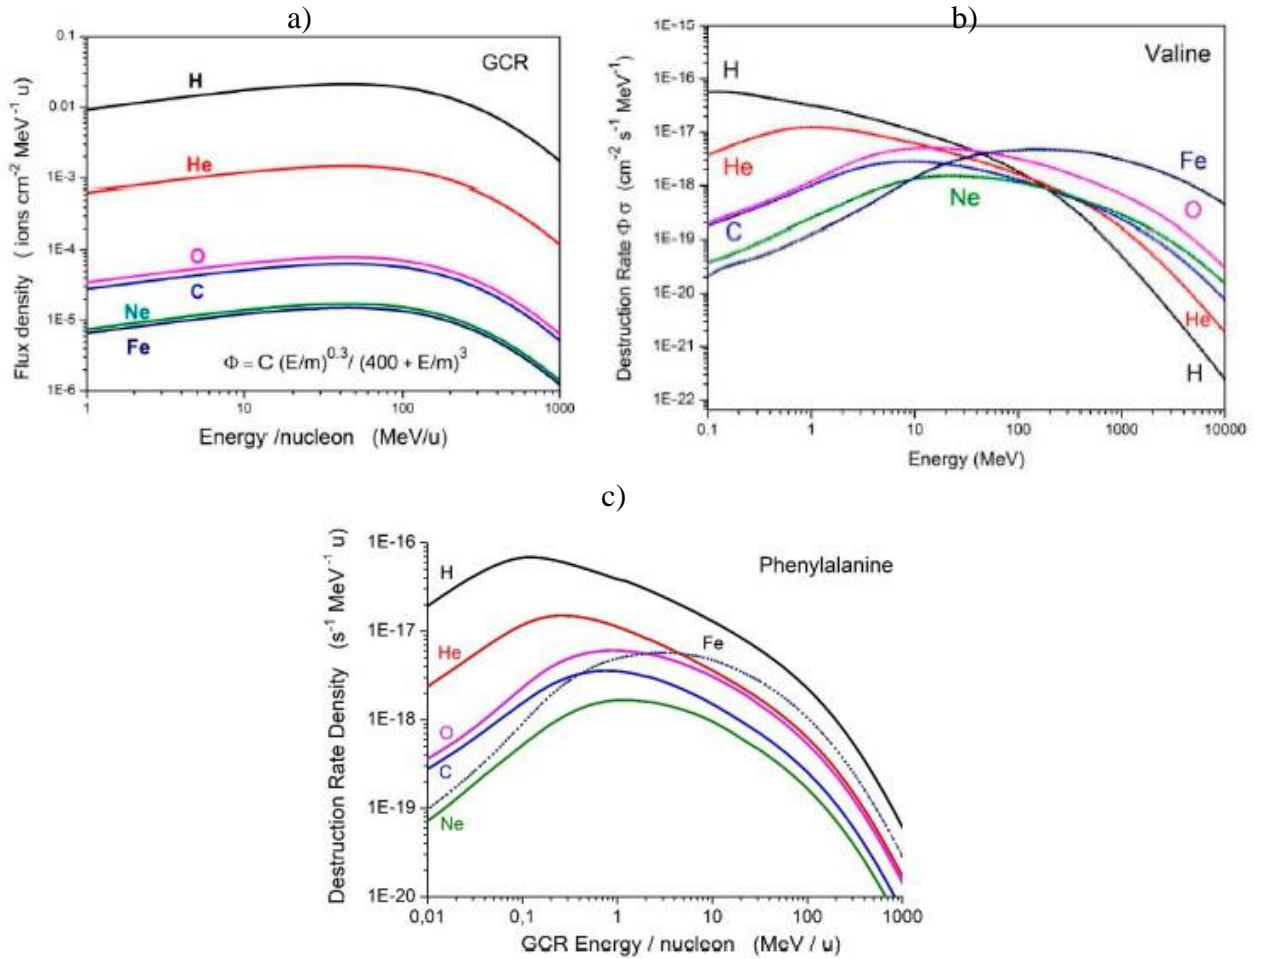 a)
GCR
H
He
O
C
Ne
Fe
Φ = C (E/m)^0.3 / (400 + E/m)^3
Flux density ( ions cm^-2 MeV^-1 u)
0.1
0.01
1E-3
1E-4
1E-5
1E-6
1 10 100 1000
Energy /nucleon (MeV/u)
b)
Valine
H
He
C
Ne
Fe
O
He
H
Destruction Rate Φ σ (cm^-2 s^-1 MeV^-1)
1E-15
1E-16
1E-17
1E-18
1E-19
1E-20
1E-21
1E-22
0.1 1 10 100 1000 10000
Energy (MeV)
c)
Phenylalanine
H
He
Fe
O
C
Ne
Destruction Rate Density (s^-1 MeV^-1 u)
1E-16
1E-17
1E-18
1E-19
1E-20
0,01 0,1 1 10 100 1000
GCR Energy / nucleon (MeV / u)